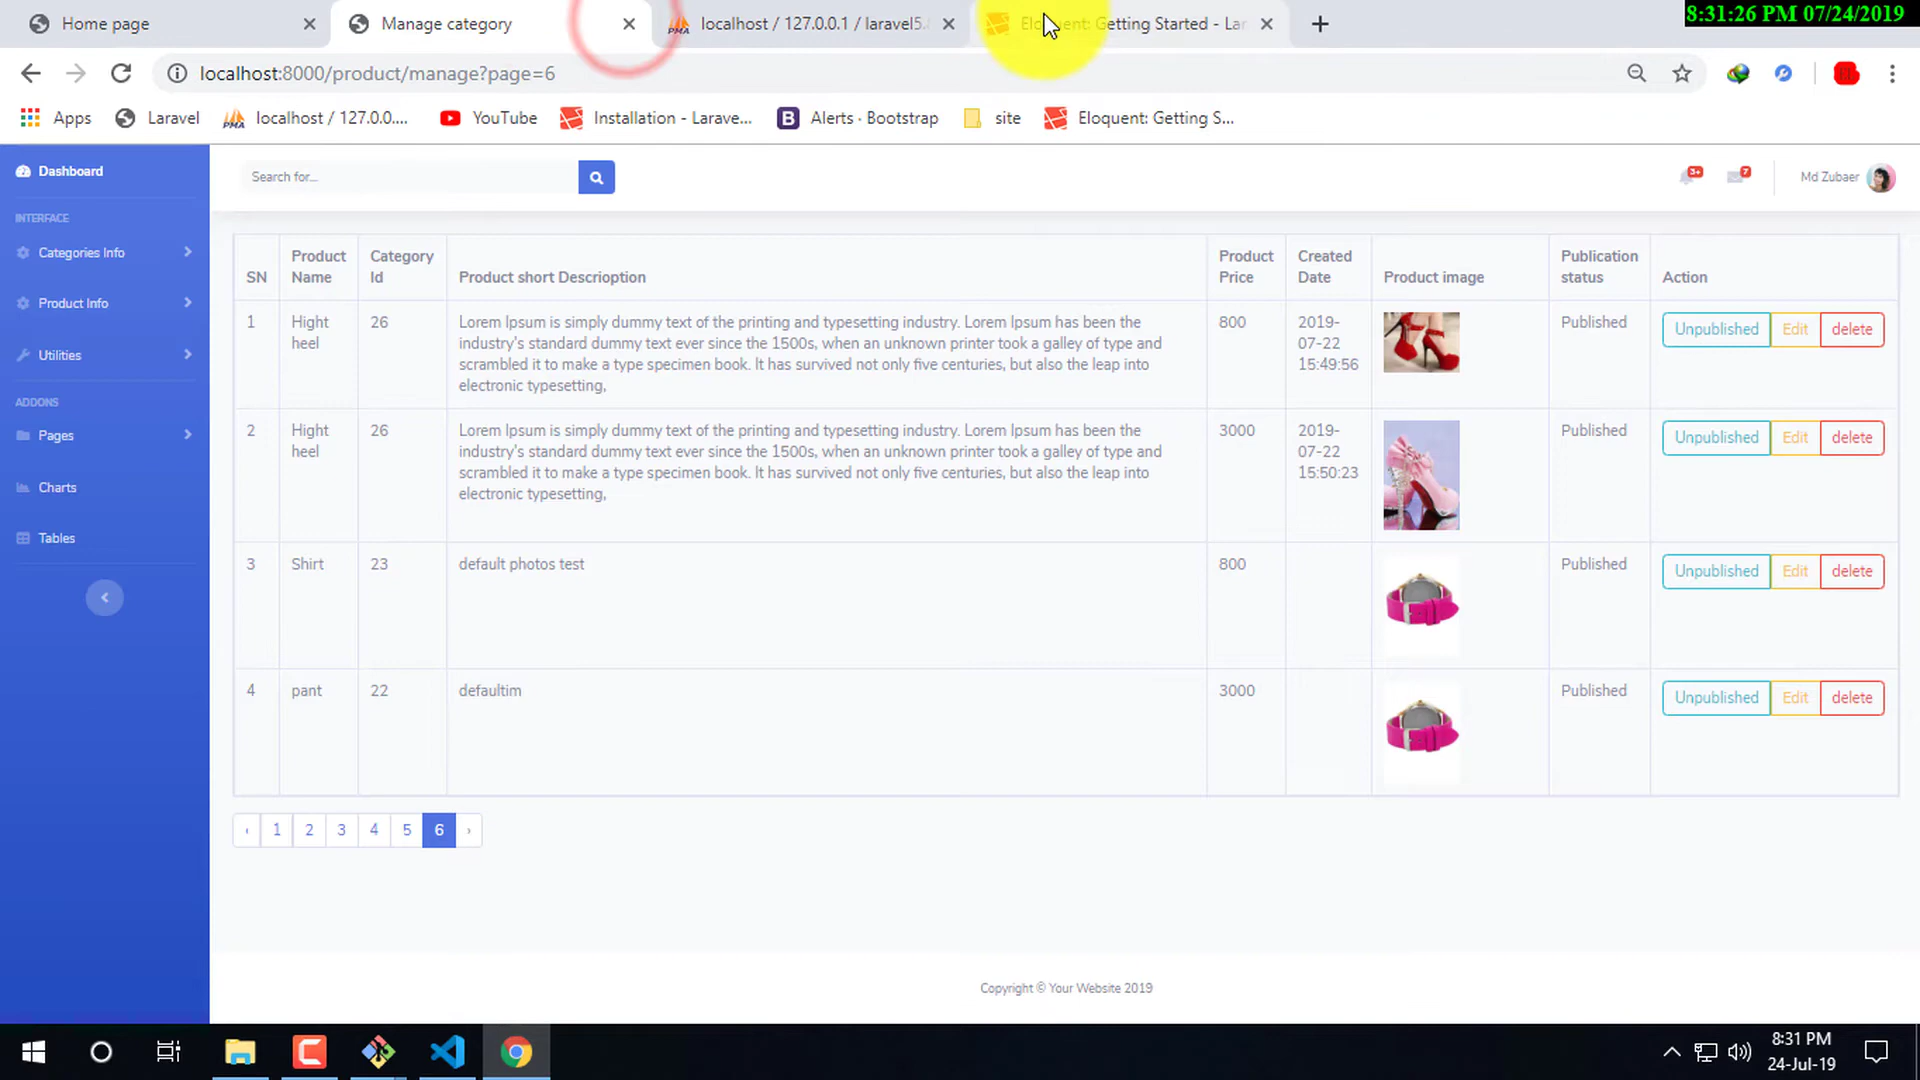 8:31:26 PM 07/24/2019
Home page
Manage category
localhost / 127.0.0.1 / laravel5.
Eloquent: Getting Started - La
localhost:8000/product/manage?page=6
Apps
Laravel
localhost / 127.0.0....
YouTube
Installation - Larave...
B
Alerts · Bootstrap
site
Eloquent: Getting S...
Dashboard
INTERFACE
Categories Info
Product Info
Utilities
ADDONS
Pages
Charts
Tables
Search for...
3+
7
Md Zubaer
SN
Product Name
Category Id
Product short Descrioption
Product Price
Created Date
Product image
Publication status
Action
1
Hight heel
26
Lorem Ipsum is simply dummy text of the printing and typesetting industry. Lorem Ipsum has been the
industry's standard dummy text ever since the 1500s, when an unknown printer took a galley of type and
scrambled it to make a type specimen book. It has survived not only five centuries, but also the leap into
electronic typesetting,
800
2019-07-22 15:49:56
Published
Unpublished
Edit
delete
2
Hight heel
26
Lorem Ipsum is simply dummy text of the printing and typesetting industry. Lorem Ipsum has been the
industry's standard dummy text ever since the 1500s, when an unknown printer took a galley of type and
scrambled it to make a type specimen book. It has survived not only five centuries, but also the leap into
electronic typesetting,
3000
2019-07-22 15:50:23
Published
Unpublished
Edit
delete
3
Shirt
23
default photos test
800
Published
Unpublished
Edit
delete
4
pant
22
defaultim
3000
Published
Unpublished
Edit
delete
‹ 1 2 3 4 5 6 ›
Copyright © Your Website 2019
8:31 PM
24-Jul-19